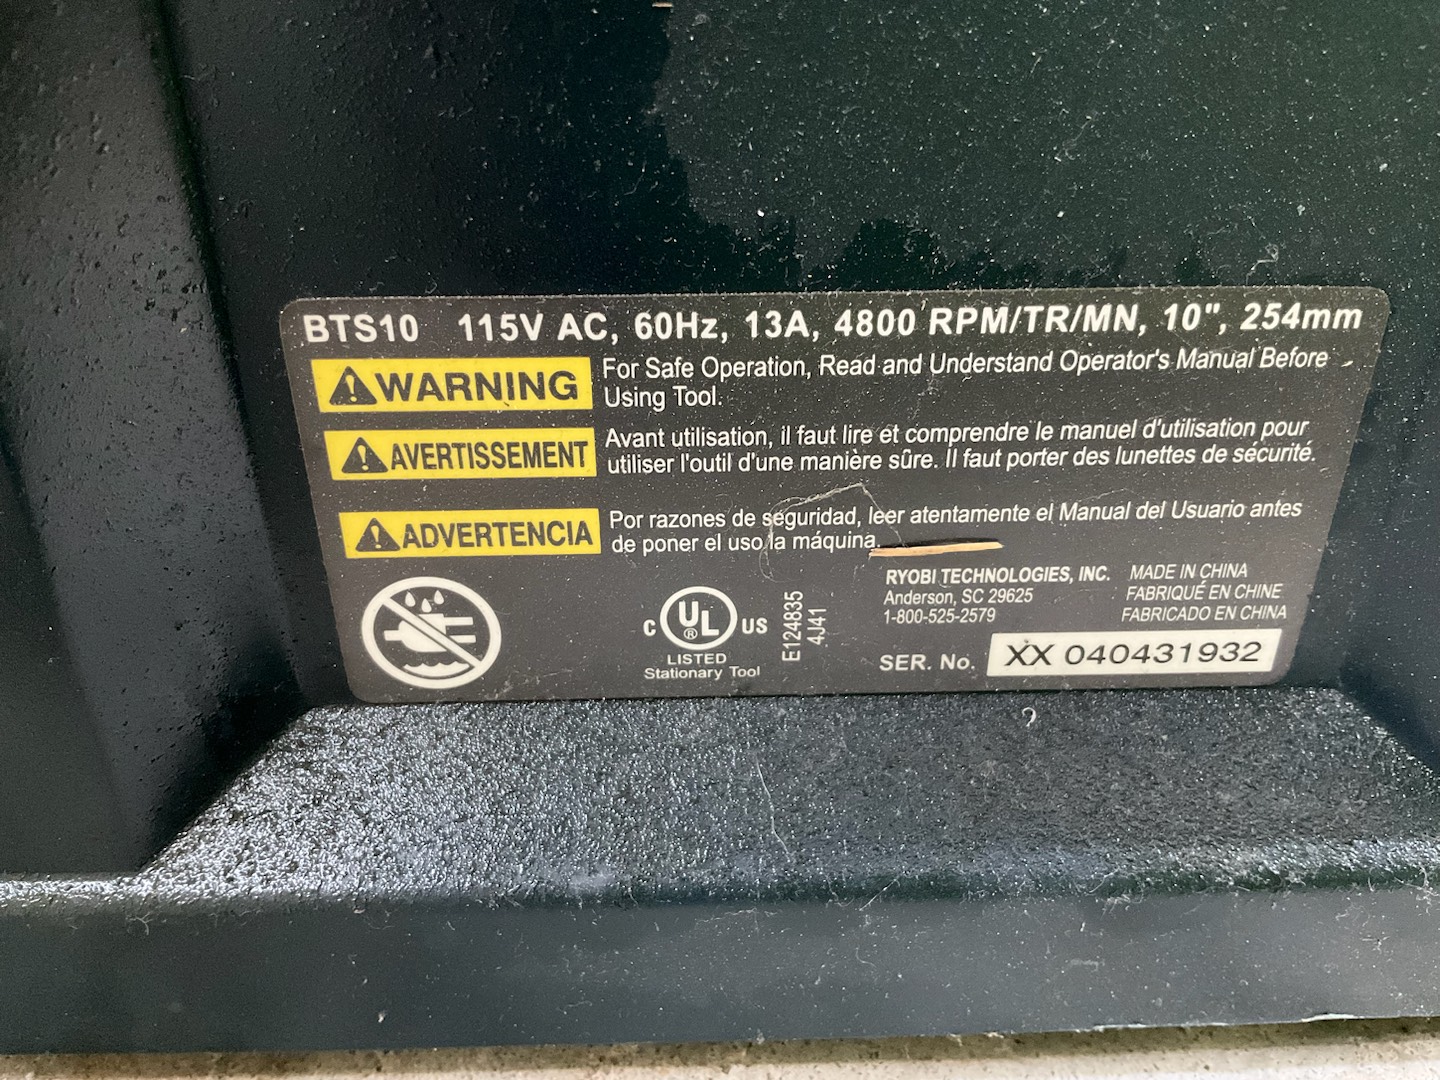 BTS10 115V AC, 60Hz, 13A, 4800 RPM/TR/MN, 10", 254mm
WARNING
For Safe Operation, Read and Understand Operator's Manual Before
Using Tool.
AVERTISSEMENT
Avant utilisation, il faut lire et comprendre le manuel d'utilisation pour
utiliser l'outil d'une manière sûre. Il faut porter des lunettes de sécurité.
ADVERTENCIA
Por razones de seguridad, leer atentamente el Manual del Usuario antes
de poner el uso la máquina.
C UL ® US
LISTED
Stationary Tool
E124835
4J41
RYOBI TECHNOLOGIES, INC.
Anderson, SC 29625
1-800-525-2579
MADE IN CHINA
FABRIQUÉ EN CHINE
FABRICADO EN CHINA
SER. No. XX 040431932